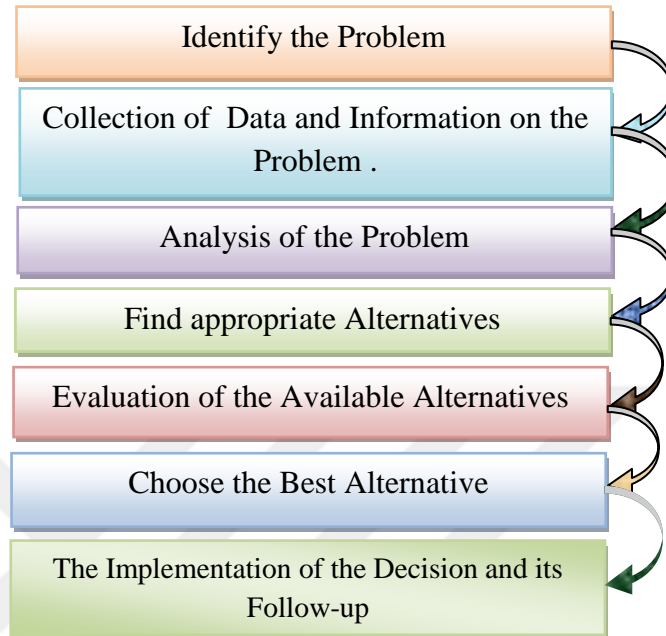 Identify the Problem
Collection of Data and Information on the
Problem .
Analysis of the Problem
Find appropriate Alternatives
Evaluation of the Available Alternatives
Choose the Best Alternative
The Implementation of the Decision and its
Follow-up